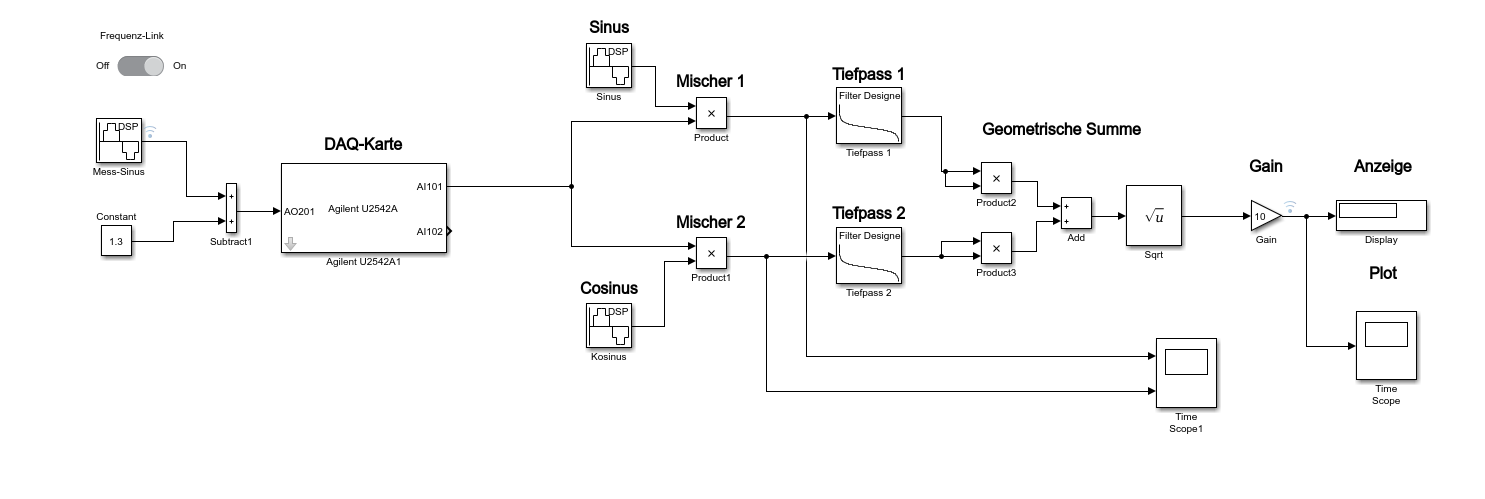 Frequenz-Link
Off On
DSP
Mess-Sinus
Constant
1.3
+
+
Subtract1
DAQ-Karte
AO201
Agilent U2542A
AI101
AI102
Agilent U2542A1
Sinus
DSP
Sinus
Mischer 1
×
Product
Mischer 2
×
Product1
Cosinus
DSP
Kosinus
Tiefpass 1
Filter Designe
Tiefpass 1
Tiefpass 2
Filter Designe
Tiefpass 2
Geometrische Summe
×
Product2
×
Product3
+
+
Add
√u
Sqrt
Gain
10
Gain
Anzeige
Display
Plot
Time
Scope
Time
Scope1